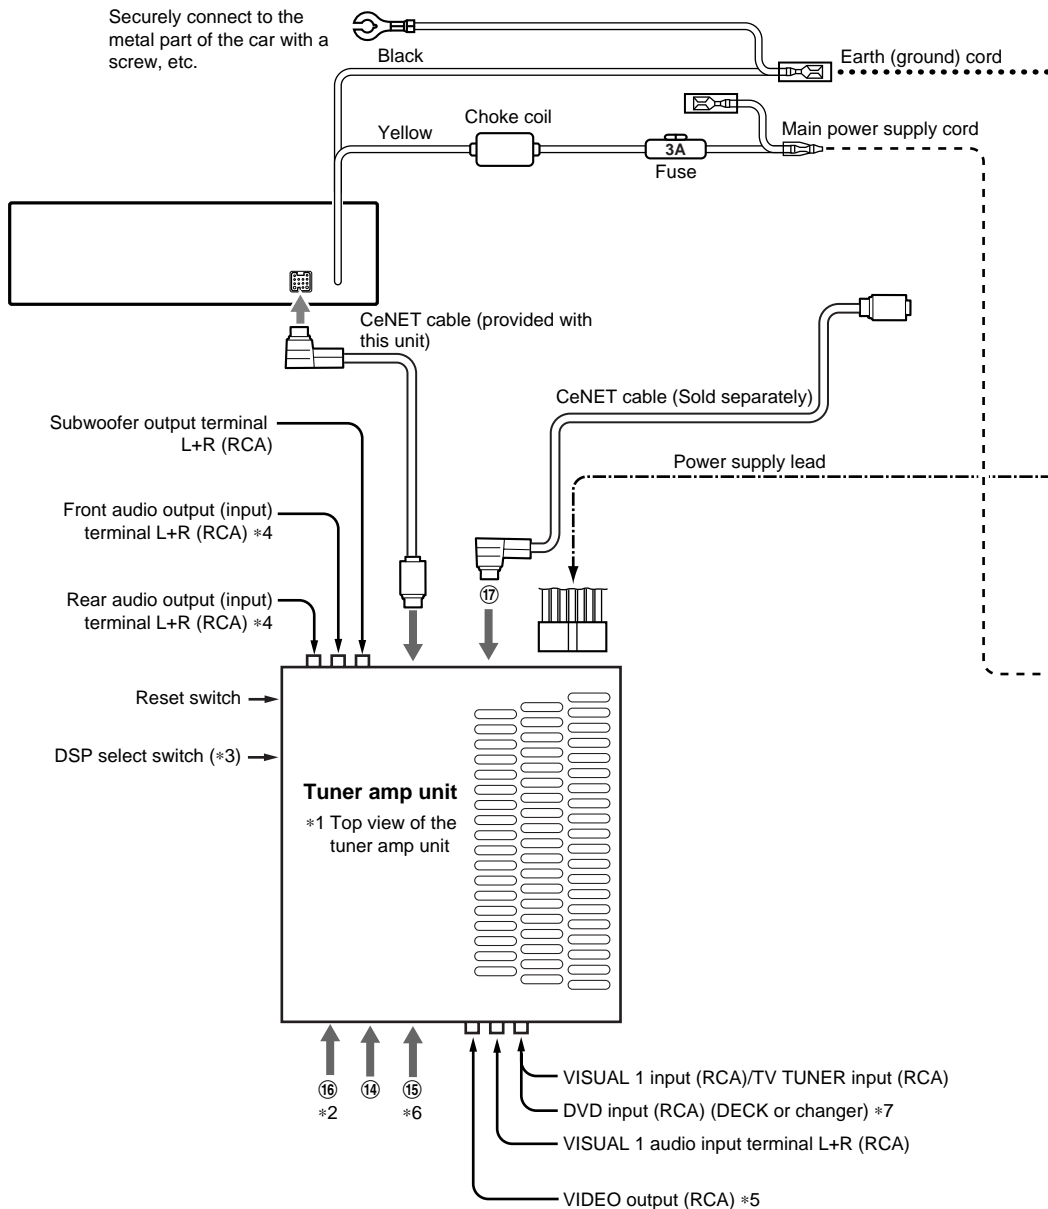 Securely connect to the
metal part of the car with a
screw, etc.
Black
Earth (ground) cord
Choke coil
Yellow
Main power supply cord
3A
Fuse
CeNET cable (provided with
this unit)
CeNET cable (Sold separately)
Subwoofer output terminal
L+R (RCA)
Power supply lead
Front audio output (input)
terminal L+R (RCA) *4
⑰
Rear audio output (input)
terminal L+R (RCA) *4
Reset switch
DSP select switch (*3)
Tuner amp unit
*1 Top view of the
tuner amp unit
⑯
*2
⑭
⑮
*6
VISUAL 1 input (RCA)/TV TUNER input (RCA)
DVD input (RCA) (DECK or changer) *7
VISUAL 1 audio input terminal L+R (RCA)
VIDEO output (RCA) *5